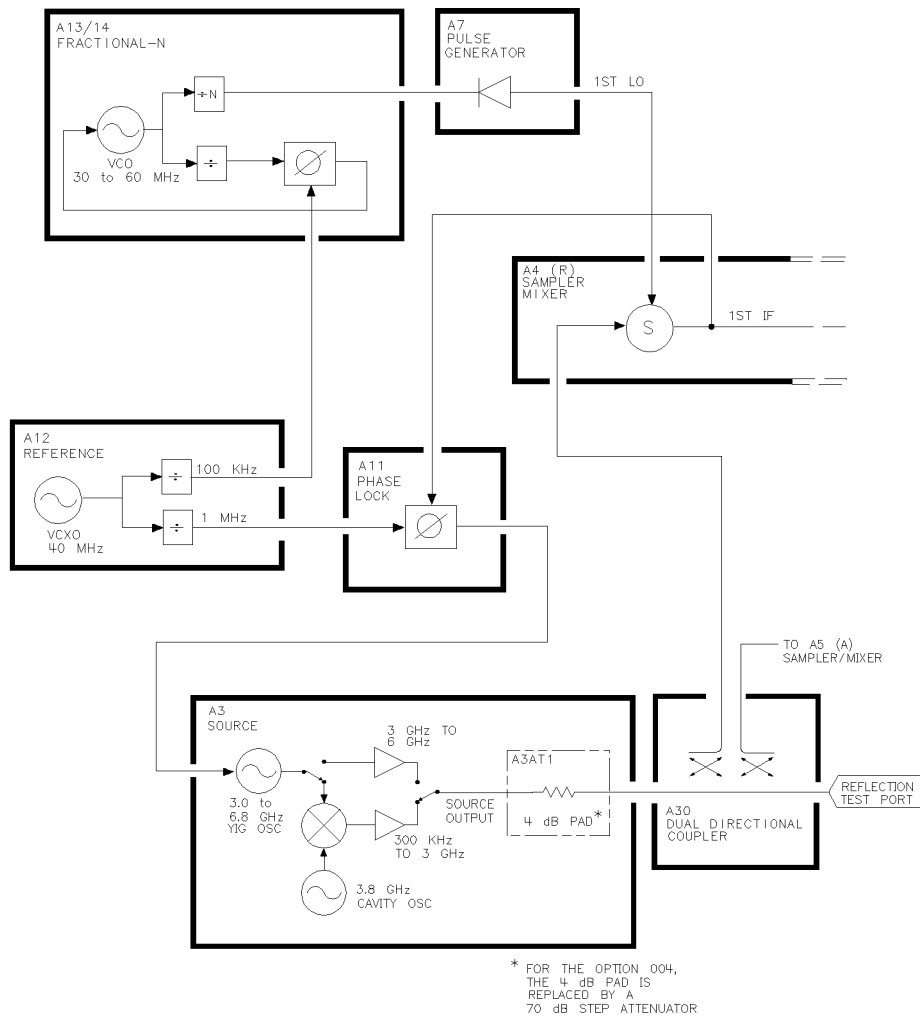 A13/14
FRACTIONAL-N
÷N
VCO
30 to 60 MHz
÷
A7
PULSE
GENERATOR
1ST LO
A4 (R)
SAMPLER
MIXER
S
1ST IF
A12
REFERENCE
÷
100 KHz
÷
1 MHz
VCXO
40 MHz
A11
PHASE
LOCK
TO A5 (A)
SAMPLER/MIXER
A3
SOURCE
3 GHz TO
6 GHz
3.0 to
6.8 GHz
YIG OSC
300 KHz
TO 3 GHz
3.8 GHz
CAVITY OSC
SOURCE
OUTPUT
A3AT1
4 dB PAD*
A30
DUAL DIRECTIONAL
COUPLER
REFLECTION
TEST PORT
* FOR THE OPTION 004,
THE 4 dB PAD IS
REPLACED BY A
70 dB STEP ATTENUATOR